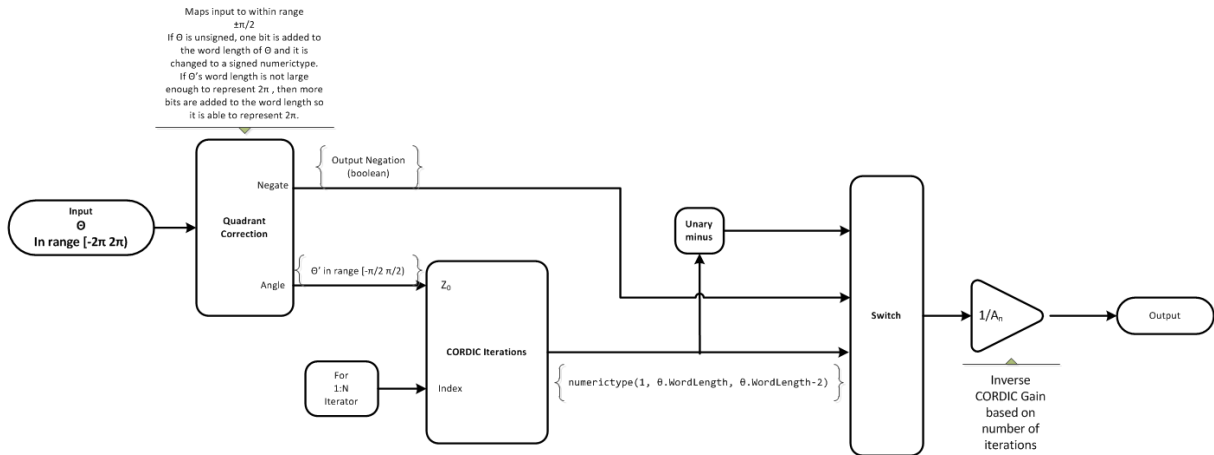 Maps input to within range
±π/2
If Θ is unsigned, one bit is added to
the word length of Θ and it is
changed to a signed numerictype.
If Θ's word length is not large
enough to represent 2π , then more
bits are added to the word length so
it is able to represent 2π.
Input
Θ
In range [-2π 2π)
Quadrant
Correction
Negate
Angle
Output Negation
(boolean)
Θ' in range [-π/2 π/2)
Z₀
CORDIC Iterations
Index
For
1:N
Iterator
Unary
minus
numerictype(1, θ.WordLength, θ.WordLength-2)
Switch
1/Aₙ
Output
Inverse
CORDIC Gain
based on
number of
iterations